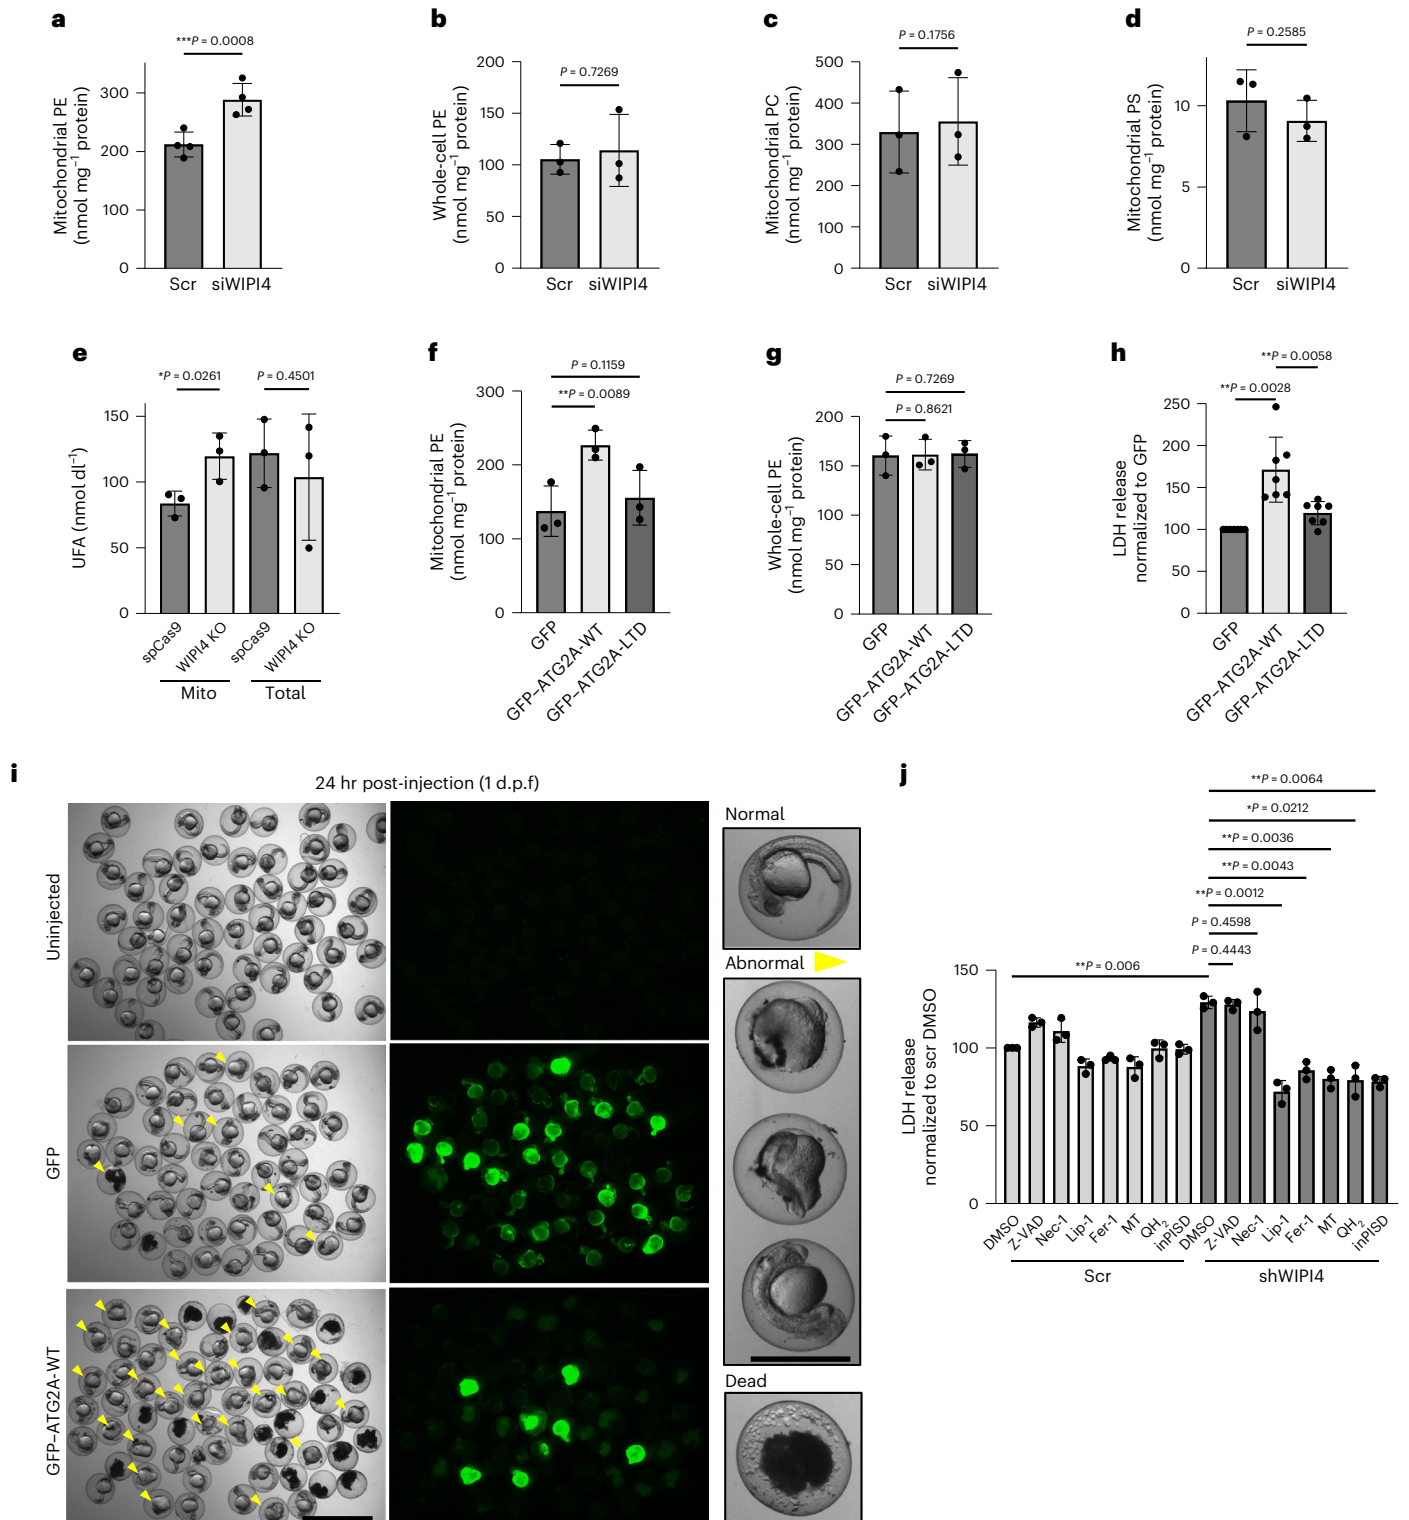 a
***P = 0.0008
Mitochondrial PE
(nmol mg⁻¹ protein)
300
200
100
0
Scr siWIPI4
b
P = 0.7269
Whole-cell PE
(nmol mg⁻¹ protein)
200
150
100
50
0
Scr siWIPI4
c
P = 0.1756
Mitochondrial PC
(nmol mg⁻¹ protein)
500
400
300
200
100
0
Scr siWIPI4
d
P = 0.2585
Mitochondrial PS
(nmol mg⁻¹ protein)
10
5
0
Scr siWIPI4
e
*P = 0.0261 P = 0.4501
UFA (nmol dl⁻¹)
150
100
50
0
spCas9 WIPI4 KO spCas9 WIPI4 KO
Mito Total
f
P = 0.1159
**P = 0.0089
Mitochondrial PE
(nmol mg⁻¹ protein)
300
200
100
0
GFP GFP–ATG2A-WT GFP–ATG2A-LTD
g
P = 0.7269
P = 0.8621
Whole-cell PE
(nmol mg⁻¹ protein)
200
150
100
50
0
GFP GFP–ATG2A-WT GFP–ATG2A-LTD
h
**P = 0.0058
**P = 0.0028
LDH release
normalized to GFP
250
200
150
100
50
0
GFP GFP–ATG2A-WT GFP–ATG2A-LTD
i
24 hr post-injection (1 d.p.f)
Uninjected
GFP
GFP–ATG2A-WT
Normal
Abnormal
Dead
j
**P = 0.0064
*P = 0.0212
**P = 0.0036
**P = 0.0043
**P = 0.0012
P = 0.4598
P = 0.4443
**P = 0.006
LDH release
normalized to scr DMSO
150
100
50
0
DMSO Z-VAD Nec-1 Lip-1 Fer-1 MT QH₂ inPISD DMSO Z-VAD Nec-1 Lip-1 Fer-1 MT QH₂ inPISD
Scr shWIPI4